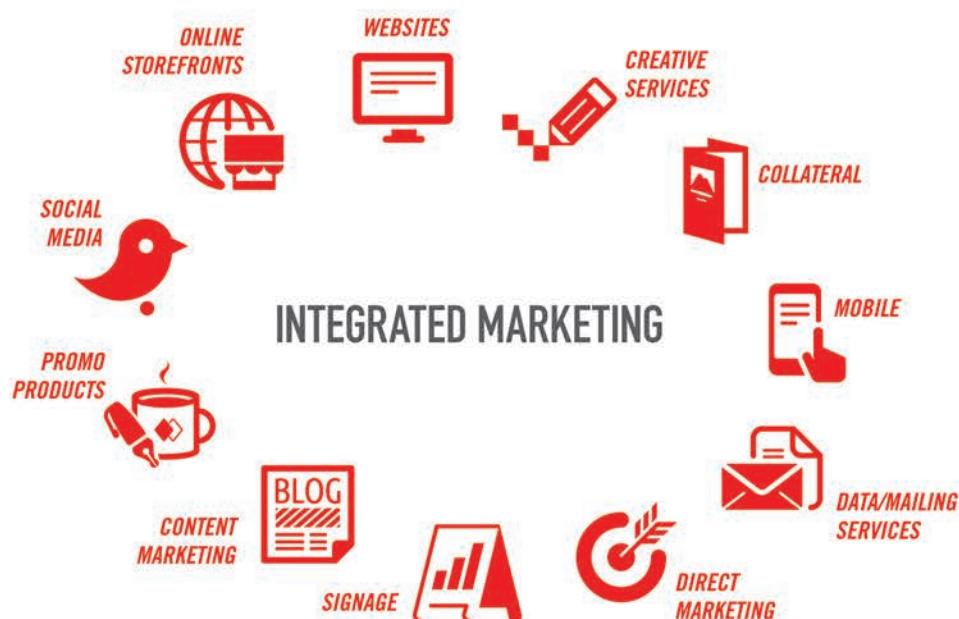 WEBSITES
ONLINE
STOREFRONTS
CREATIVE
SERVICES
COLLATERAL
SOCIAL
MEDIA
INTEGRATED MARKETING
MOBILE
PROMO
PRODUCTS
BLOG
DATA/MAILING
SERVICES
CONTENT
MARKETING
SIGNAGE
DIRECT
MARKETING